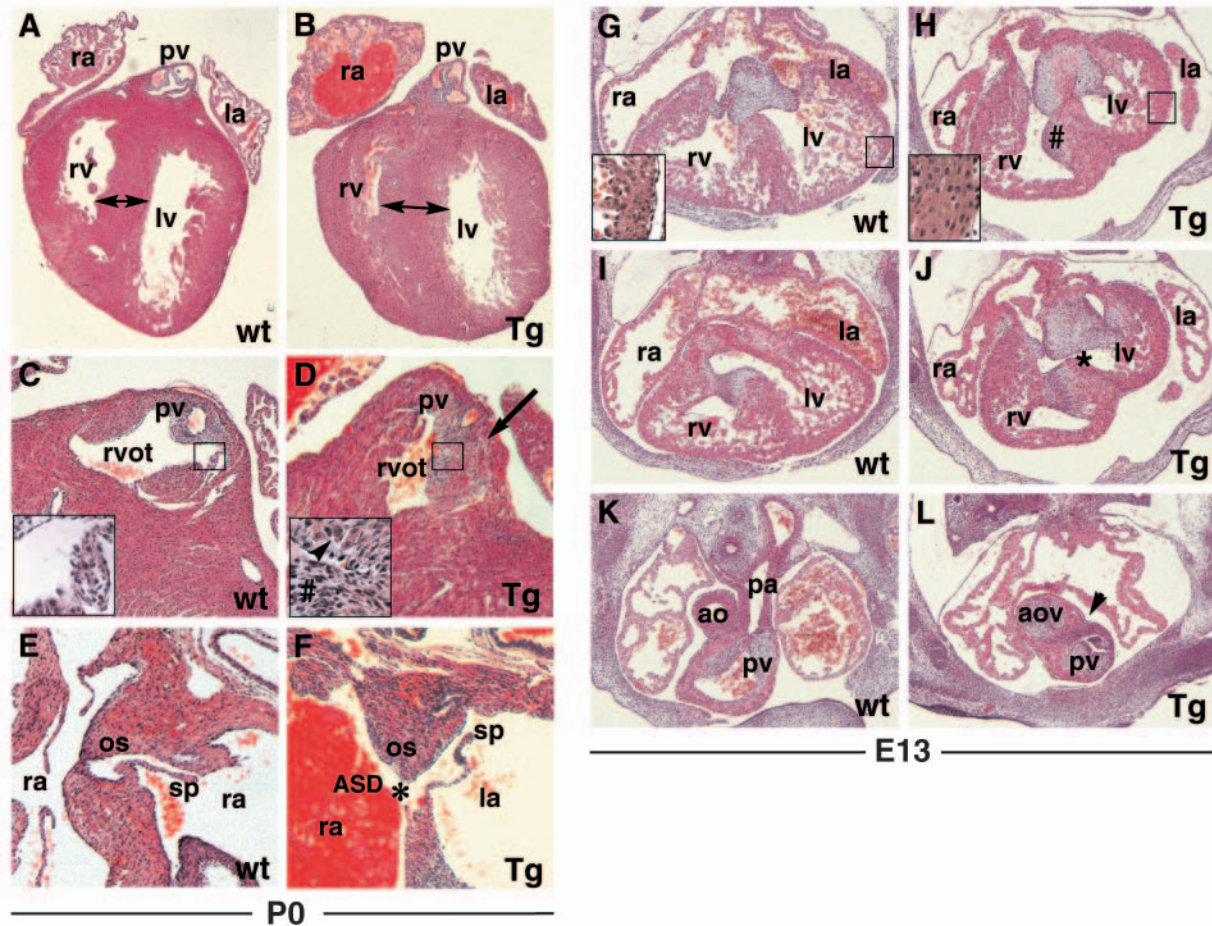 A
ra
pv
la
rv
lv
wt
B
ra
pv
la
rv
lv
Tg
C
pv
rvot
wt
D
pv
rvot
#
Tg
E
os
ra
sp
ra
wt
F
sp
os
ASD
*
la
ra
Tg
P0
G
la
ra
lv
rv
wt
H
la
lv
ra
#
rv
Tg
I
ra
la
lv
rv
wt
J
la
ra
*
lv
rv
Tg
K
pa
ao
pv
wt
L
aov
pv
Tg
E13